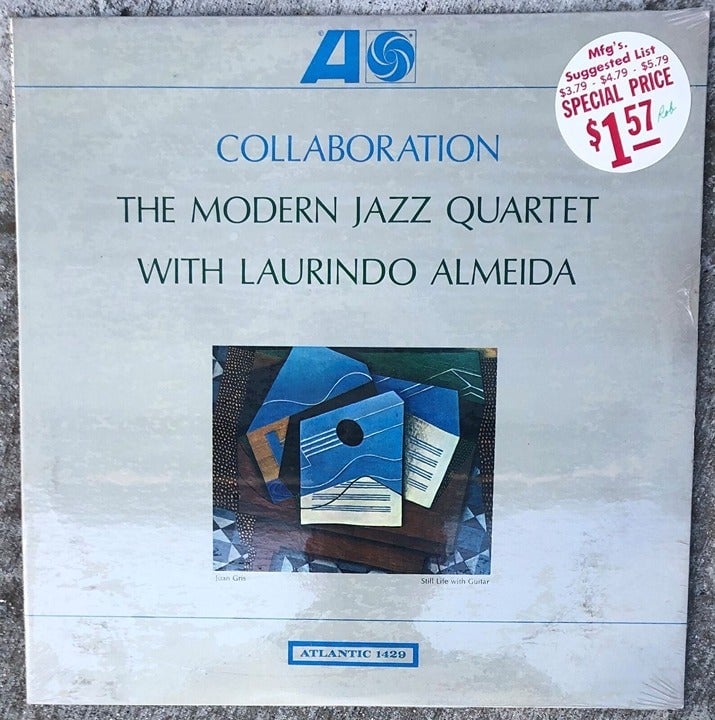 Mfg's.
Suggested List
$3.79 - $4.79 - $5.79
SPECIAL PRICE
$1.57
Rob
COLLABORATION
THE MODERN JAZZ QUARTET
WITH LAURINDO ALMEIDA
Juan Gris
Still Life with Guitar
ATLANTIC 1429